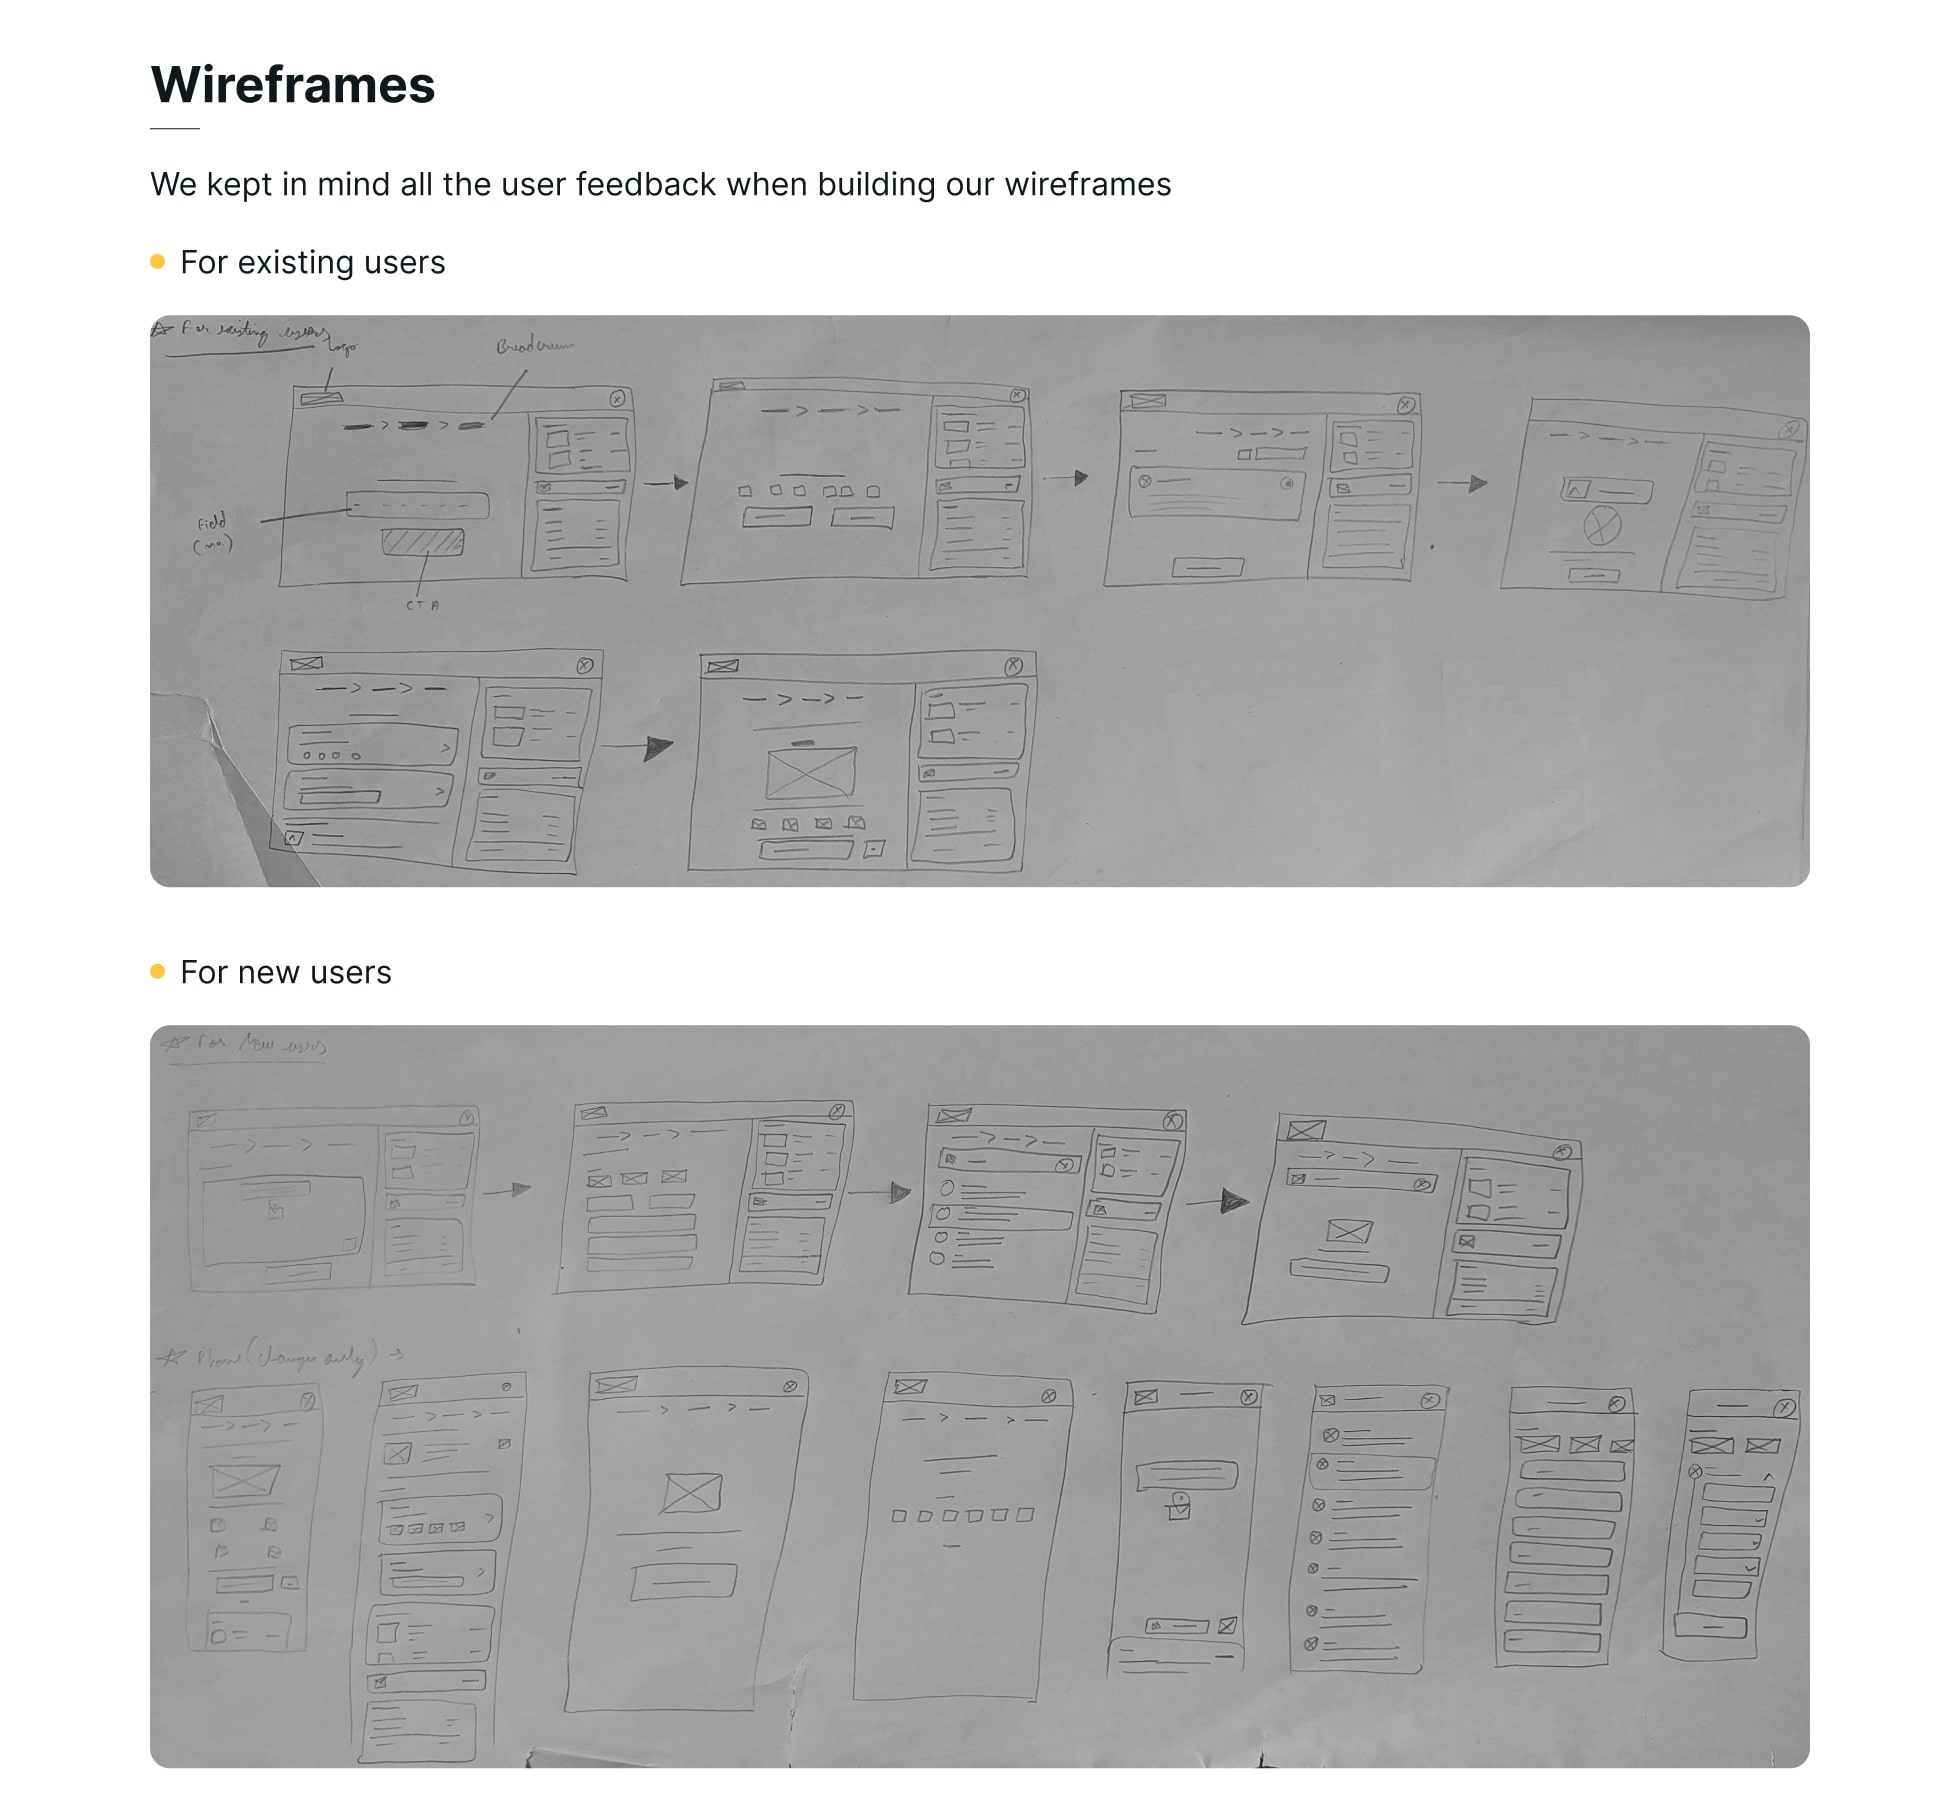 Wireframes
We kept in mind all the user feedback when building our wireframes
For existing users
For existing users
Logo
Breadcrum
Field
(no.)
CTA
For new users
For New users
Phone (changes only)